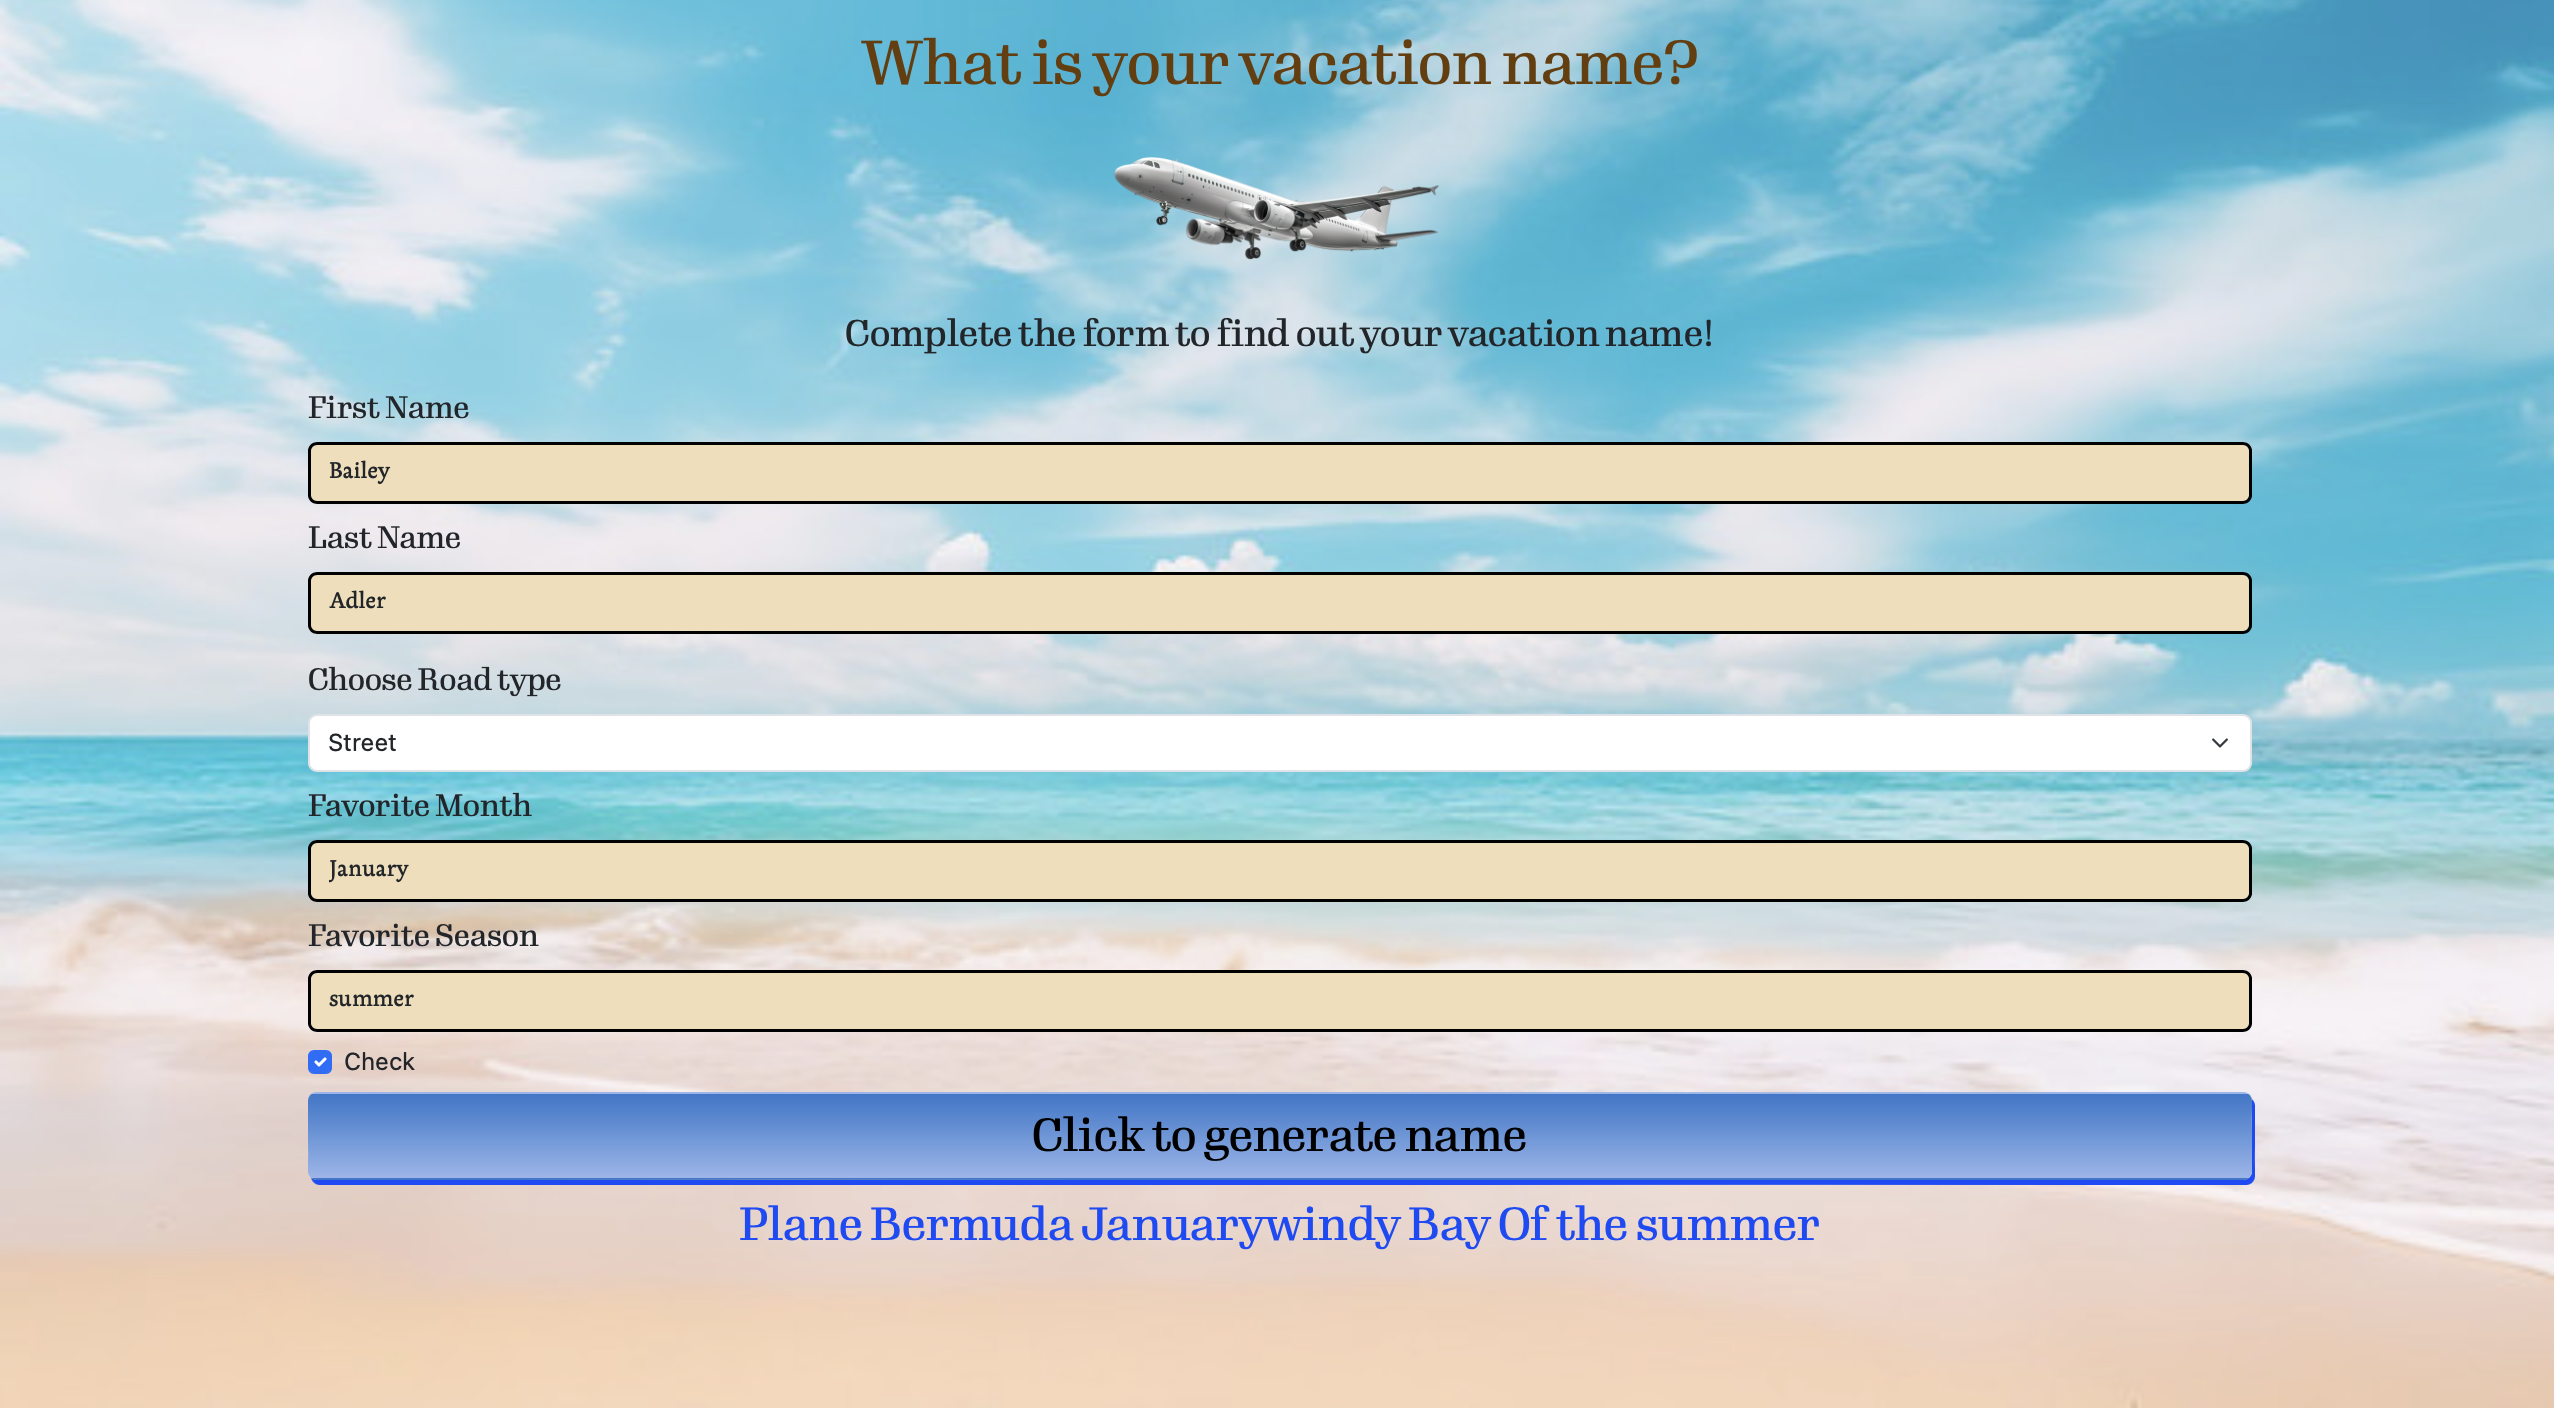 What is your vacation name?
Complete the form to find out your vacation name!
First Name
Bailey
Last Name
Adler
Choose Road type
Street
Favorite Month
January
Favorite Season
summer
Check
Click to generate name
Plane Bermuda Januarywindy Bay Of the summer